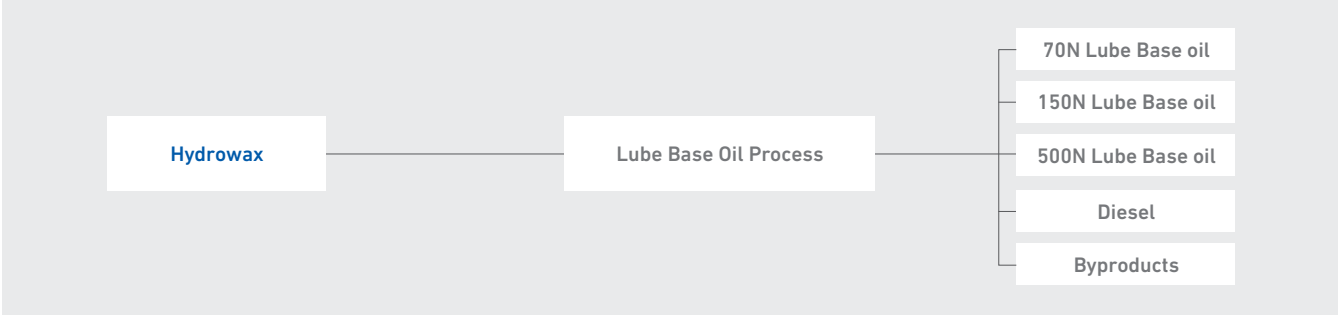 Hydrowax
Lube Base Oil Process
70N Lube Base oil
150N Lube Base oil
500N Lube Base oil
Diesel
Byproducts